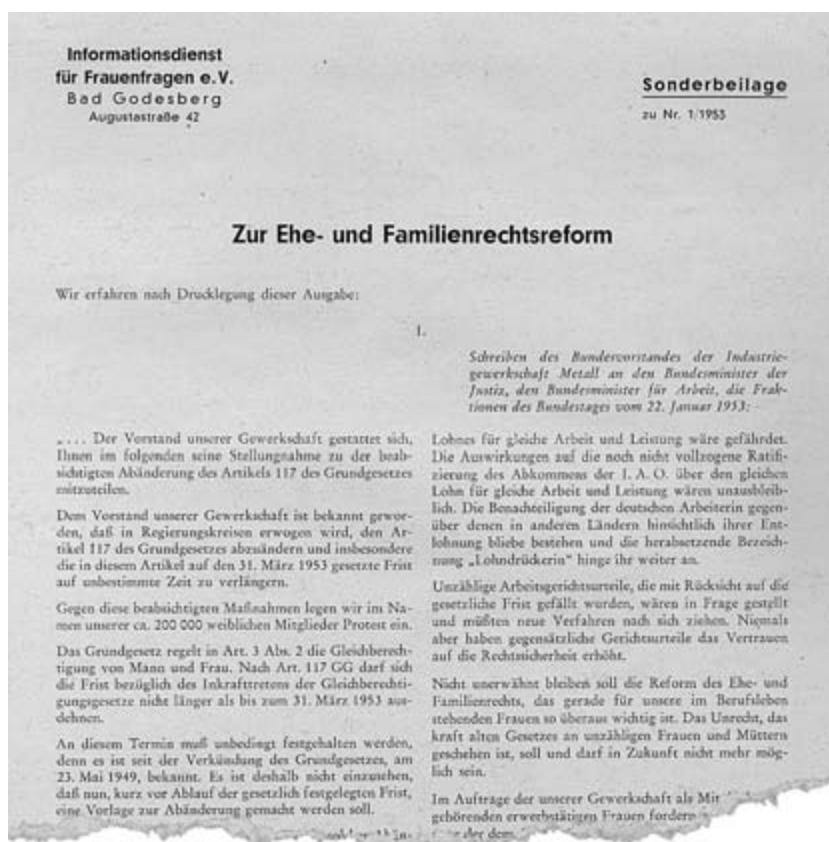 Informationsdienst
für Frauenfragen e.V.
Bad Godesberg
Augustastraße 42
Sonderbeilage
zu Nr. 1/1953
Zur Ehe- und Familienrechtsreform
Wir erfahren nach Drucklegung dieser Ausgabe:
I.
Schreiben des Bundesvorstandes der Industrie-
gewerkschaft Metall an den Bundesminister der
Justiz, den Bundesminister für Arbeit, die Frak-
tionen des Bundestages vom 22. Januar 1953: -
„.... Der Vorstand unserer Gewerkschaft gestattet sich,
Ihnen im folgenden seine Stellungnahme zu der beab-
sichtigten Abänderung des Artikels 117 des Grundgesetzes
mitzuteilen.
Dem Vorstand unserer Gewerkschaft ist bekannt gewor-
den, daß in Regierungskreisen erwogen wird, den Ar-
tikel 117 des Grundgesetzes abzuändern und insbesondere
die in diesem Artikel auf den 31. März 1953 gesetzte Frist
auf unbestimmte Zeit zu verlängern.
Gegen diese beabsichtigten Maßnahmen legen wir im Na-
men unserer ca. 200 000 weiblichen Mitglieder Protest ein.
Das Grundgesetz regelt in Art. 3 Abs. 2 die Gleichberech-
tigung von Mann und Frau. Nach Art. 117 GG darf sich
die Frist bezüglich des Inkrafttretens der Gleichberechti-
gungsgesetze nicht länger als bis zum 31. März 1953 aus-
dehnen.
An diesem Termin muß unbedingt festgehalten werden,
denn es ist seit der Verkündung des Grundgesetzes, am
23. Mai 1949, bekannt. Es ist deshalb nicht einzusehen,
daß nun, kurz vor Ablauf der gesetzlich festgelegten Frist,
eine Vorlage zur Abänderung gemacht werden soll.
Lohnes für gleiche Arbeit und Leistung wäre gefährdet.
Die Auswirkungen auf die noch nicht vollzogene Ratifi-
zierung des Abkommens der I. A. O. über den gleichen
Lohn für gleiche Arbeit und Leistung wären unausbleib-
lich. Die Benachteiligung der deutschen Arbeiterin gegen-
über denen in anderen Ländern hinsichtlich ihrer Ent-
lohnung bliebe bestehen und die herabsetzende Bezeich-
nung „Lohndrückerin“ hinge ihr weiter an.
Unzählige Arbeitsgerichtsurteile, die mit Rücksicht auf die
gesetzliche Frist gefällt wurden, wären in Frage gestellt
und müßten neue Verfahren nach sich ziehen. Niemals
aber haben gegensätzliche Gerichtsurteile das Vertrauen
auf die Rechtssicherheit erhöht.
Nicht unerwähnt bleiben soll die Reform des Ehe- und
Familienrechts, das gerade für unsere im Berufsleben
stehenden Frauen so überaus wichtig ist. Das Unrecht, das
kraft alten Gesetzes an unzähligen Frauen und Müttern
geschehen ist, soll und darf in Zukunft nicht mehr mög-
lich sein.
Im Auftrage der unserer Gewerkschaft als Mit
gehörenden erwerbstätigen Frauen fordern
der dem